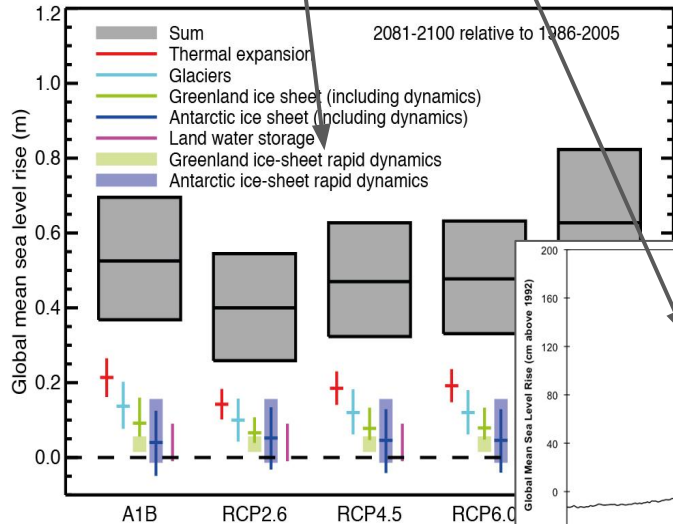 1.2
1.0
0.8
0.6
0.4
0.2
0.0
Global mean sea level rise (m)
Sum
2081-2100 relative to 1986-2005
Thermal expansion
Glaciers
Greenland ice sheet (including dynamics)
Antarctic ice sheet (including dynamics)
Land water storage
Greenland ice-sheet rapid dynamics
Antarctic ice-sheet rapid dynamics
A1B
RCP2.6
RCP4.5
RCP6.0
Global Mean Sea Level Rise (cm above 1992)
200
160
120
80
40
0